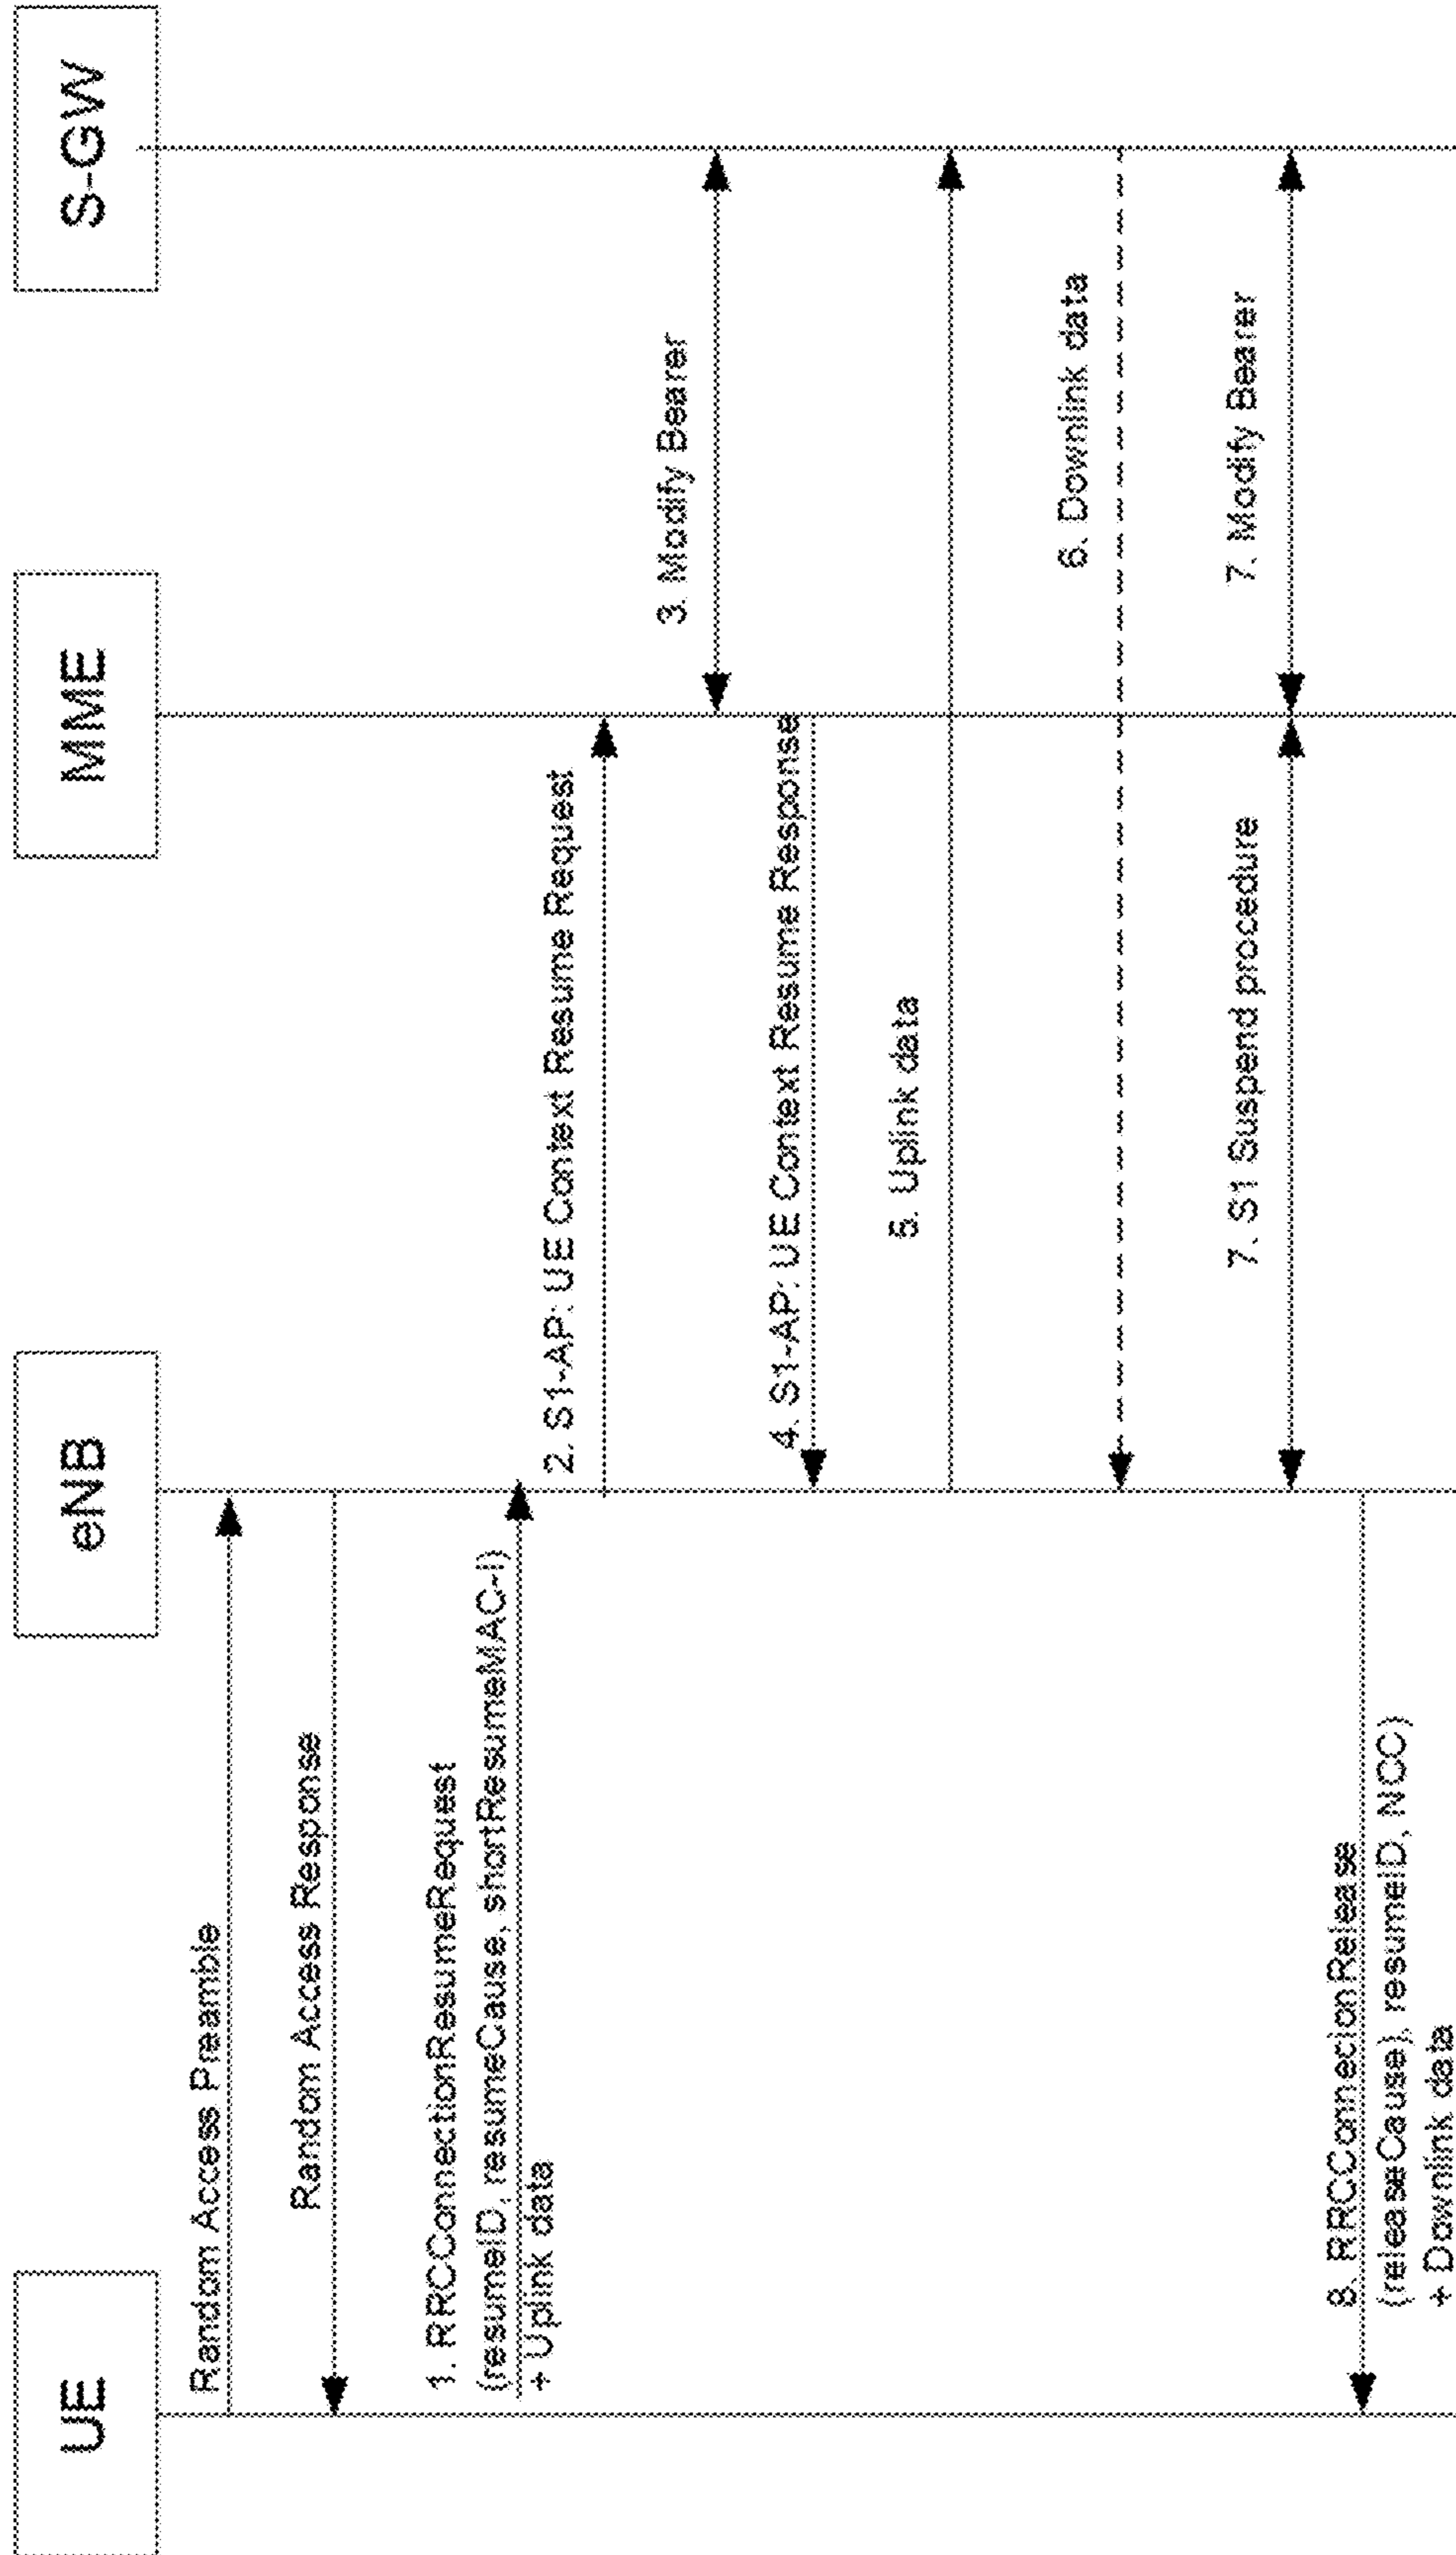 UE
eNB
MME
S-GW
Random Access Preamble
Random Access Response
1. RRCConnectionResumeRequest
(resumeID, resumeCause, shortResumeMAC-I)
+ Uplink data
2. S1-AP: UE Context Resume Request
3. Modify Bearer
4. S1-AP: UE Context Resume Response
5. Uplink data
6. Downlink data
7. S1 Suspend procedure
7. Modify Bearer
8. RRCConnecionRelease
(releaseCause), resumeID, NCC)
+ Downlink data